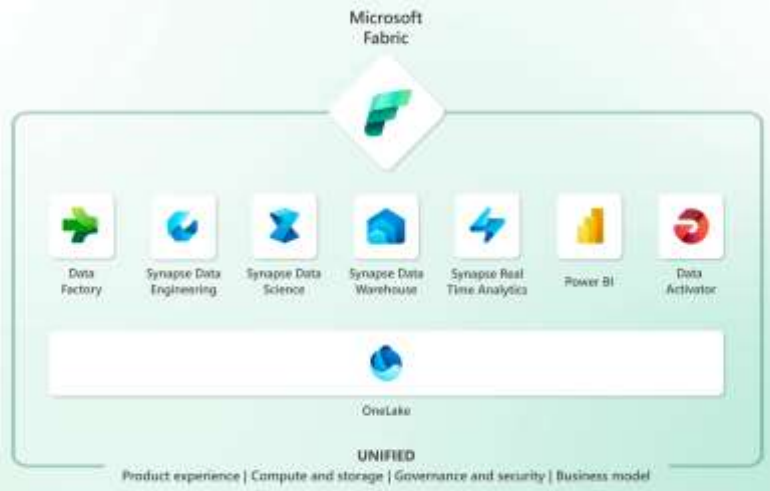 Microsoft
Fabric
Data
Factory
Synapse Data
Engineering
Synapse Data
Science
Synapse Data
Warehouse
Synapse Real
Time Analytics
Power BI
Data
Activator
OneLake
UNIFIED
Product experience | Compute and storage | Governance and security | Business model